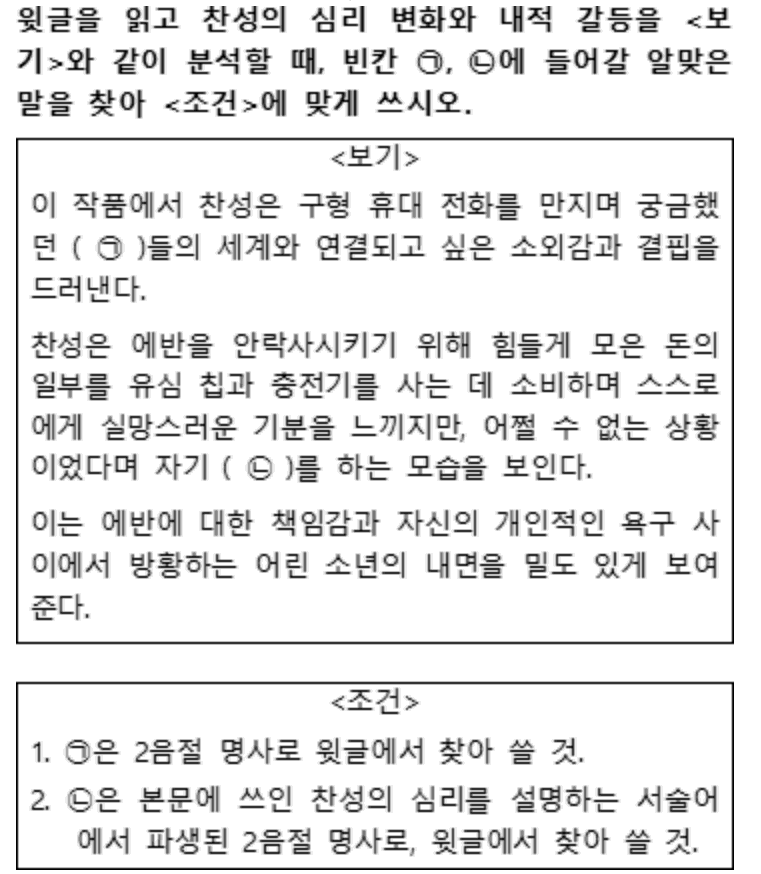 윗글을 읽고 찬성의 심리 변화와 내적 갈등을 <보
기>와 같이 분석할 때, 빈칸 ㉠, ㉡에 들어갈 알맞은
말을 찾아 <조건>에 맞게 쓰시오.
<보기>
이 작품에서 찬성은 구형 휴대 전화를 만지며 궁금했
던 ( ㉠ )들의 세계와 연결되고 싶은 소외감과 결핍을
드러낸다.
찬성은 에반을 안락사시키기 위해 힘들게 모은 돈의
일부를 유심 칩과 충전기를 사는 데 소비하며 스스로
에게 실망스러운 기분을 느끼지만, 어쩔 수 없는 상황
이었다며 자기 ( ㉡ )를 하는 모습을 보인다.
이는 에반에 대한 책임감과 자신의 개인적인 욕구 사
이에서 방황하는 어린 소년의 내면을 밀도 있게 보여
준다.
<조건>
1. ㉠은 2음절 명사로 윗글에서 찾아 쓸 것.
2. ㉡은 본문에 쓰인 찬성의 심리를 설명하는 서술어
에서 파생된 2음절 명사로, 윗글에서 찾아 쓸 것.